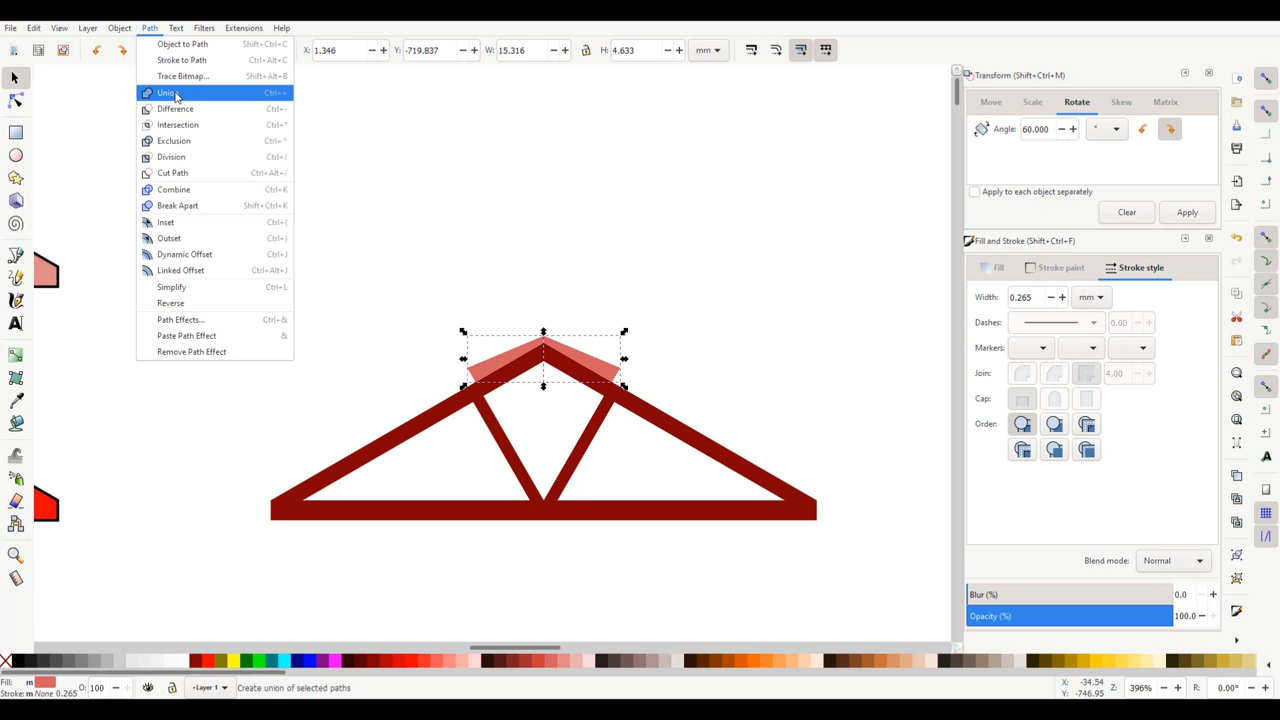 File Edit View Layer Object Path Text Filters Extensions Help
X: 1.346 Y: -719.837 W: 15.316 H: 4.633 mm
Object to Path Shift+Ctrl+C
Stroke to Path Ctrl+Alt+C
Trace Bitmap... Shift+Alt+B
Union Ctrl++
Difference Ctrl+-
Intersection Ctrl+*
Exclusion Ctrl+^
Division Ctrl+/
Cut Path Ctrl+Alt+/
Combine Ctrl+K
Break Apart Shift+Ctrl+K
Inset Ctrl+(
Outset Ctrl+)
Dynamic Offset Ctrl+J
Linked Offset Ctrl+Alt+J
Simplify Ctrl+L
Reverse
Path Effects... Ctrl+&
Paste Path Effect &
Remove Path Effect
Transform (Shift+Ctrl+M)
Move Scale Rotate Skew Matrix
Angle: 60.000 °
Apply to each object separately
Clear Apply
Fill and Stroke (Shift+Ctrl+F)
Fill Stroke paint Stroke style
Width: 0.265 mm
Dashes: 0.00
Markers:
Join: 4.00
Cap:
Order:
Blend mode: Normal
Blur (%) 0.0
Opacity (%) 100.0
Fill: m
Stroke: m None 0.265
O: 100
Layer 1
Create union of selected paths
X: -34.54
Y: -746.95
Z: 396%
R: 0.00°